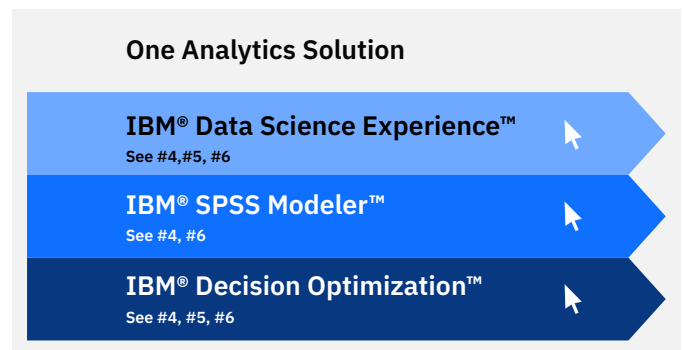 One Analytics Solution
IBM® Data Science Experience™
See #4,#5, #6
IBM® SPSS Modeler™
See #4, #6
IBM® Decision Optimization™
See #4, #5, #6